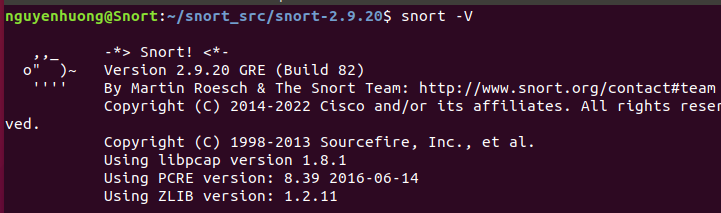 nguyenhuong@Snort:~/snort_src/snort-2.9.20$ snort -V

   ,,_     -*> Snort! <*-
  o"  )~   Version 2.9.20 GRE (Build 82)
   ''''    By Martin Roesch & The Snort Team: http://www.snort.org/contact#team
           Copyright (C) 2014-2022 Cisco and/or its affiliates. All rights reser
ved.
           Copyright (C) 1998-2013 Sourcefire, Inc., et al.
           Using libpcap version 1.8.1
           Using PCRE version: 8.39 2016-06-14
           Using ZLIB version: 1.2.11